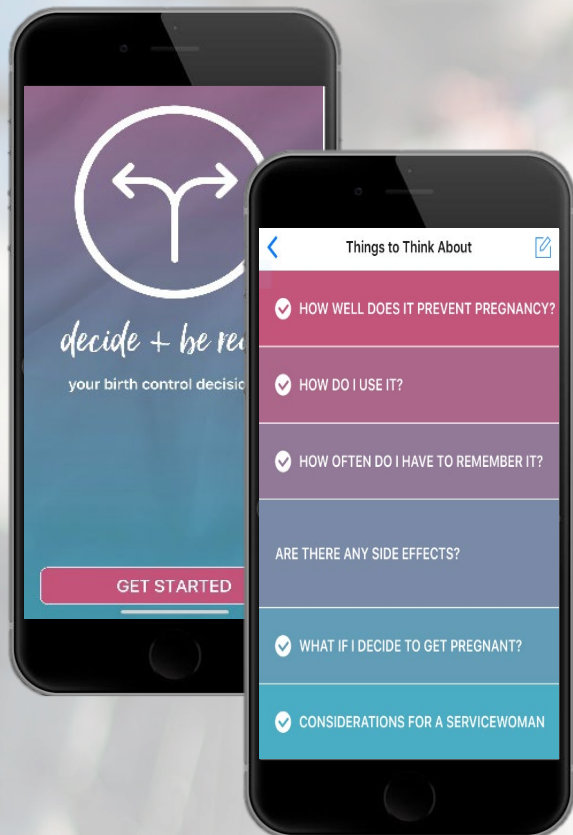 decide + be
your birth control
GET STARTED
Things to Think About
HOW WELL DOES IT PREVENT PREGNANCY?
HOW DO I USE IT?
HOW OFTEN DO I HAVE TO REMEMBER IT?
ARE THERE ANY SIDE EFFECTS?
WHAT IF I DECIDE TO GET PREGNANT?
CONSIDERATIONS FOR A SERVICEWOMAN